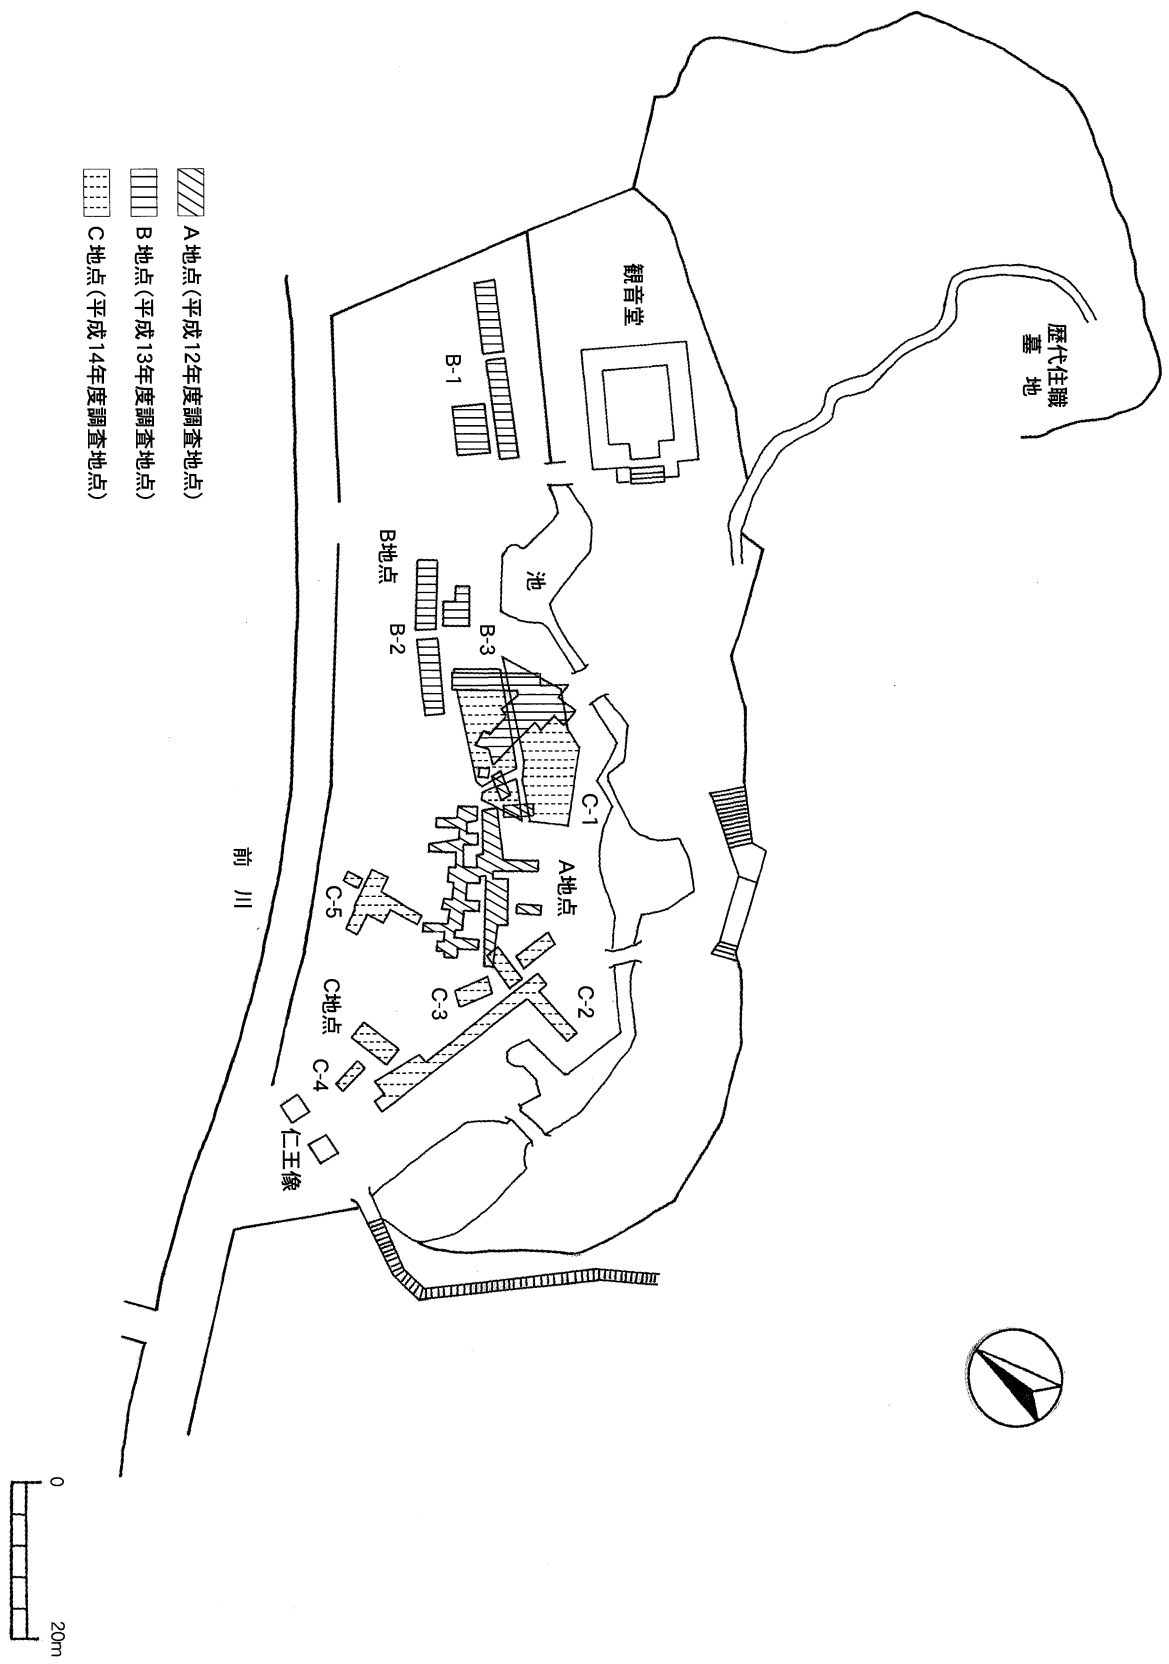 歴代住職
墓地
観音堂
池
B-1
B地点
B-2
B-3
C-1
A地点
C-2
C-3
C-5
C地点
C-4
仁王像
前川
A地点(平成12年度調査地点)
B地点(平成13年度調査地点)
C地点(平成14年度調査地点)
0
20m